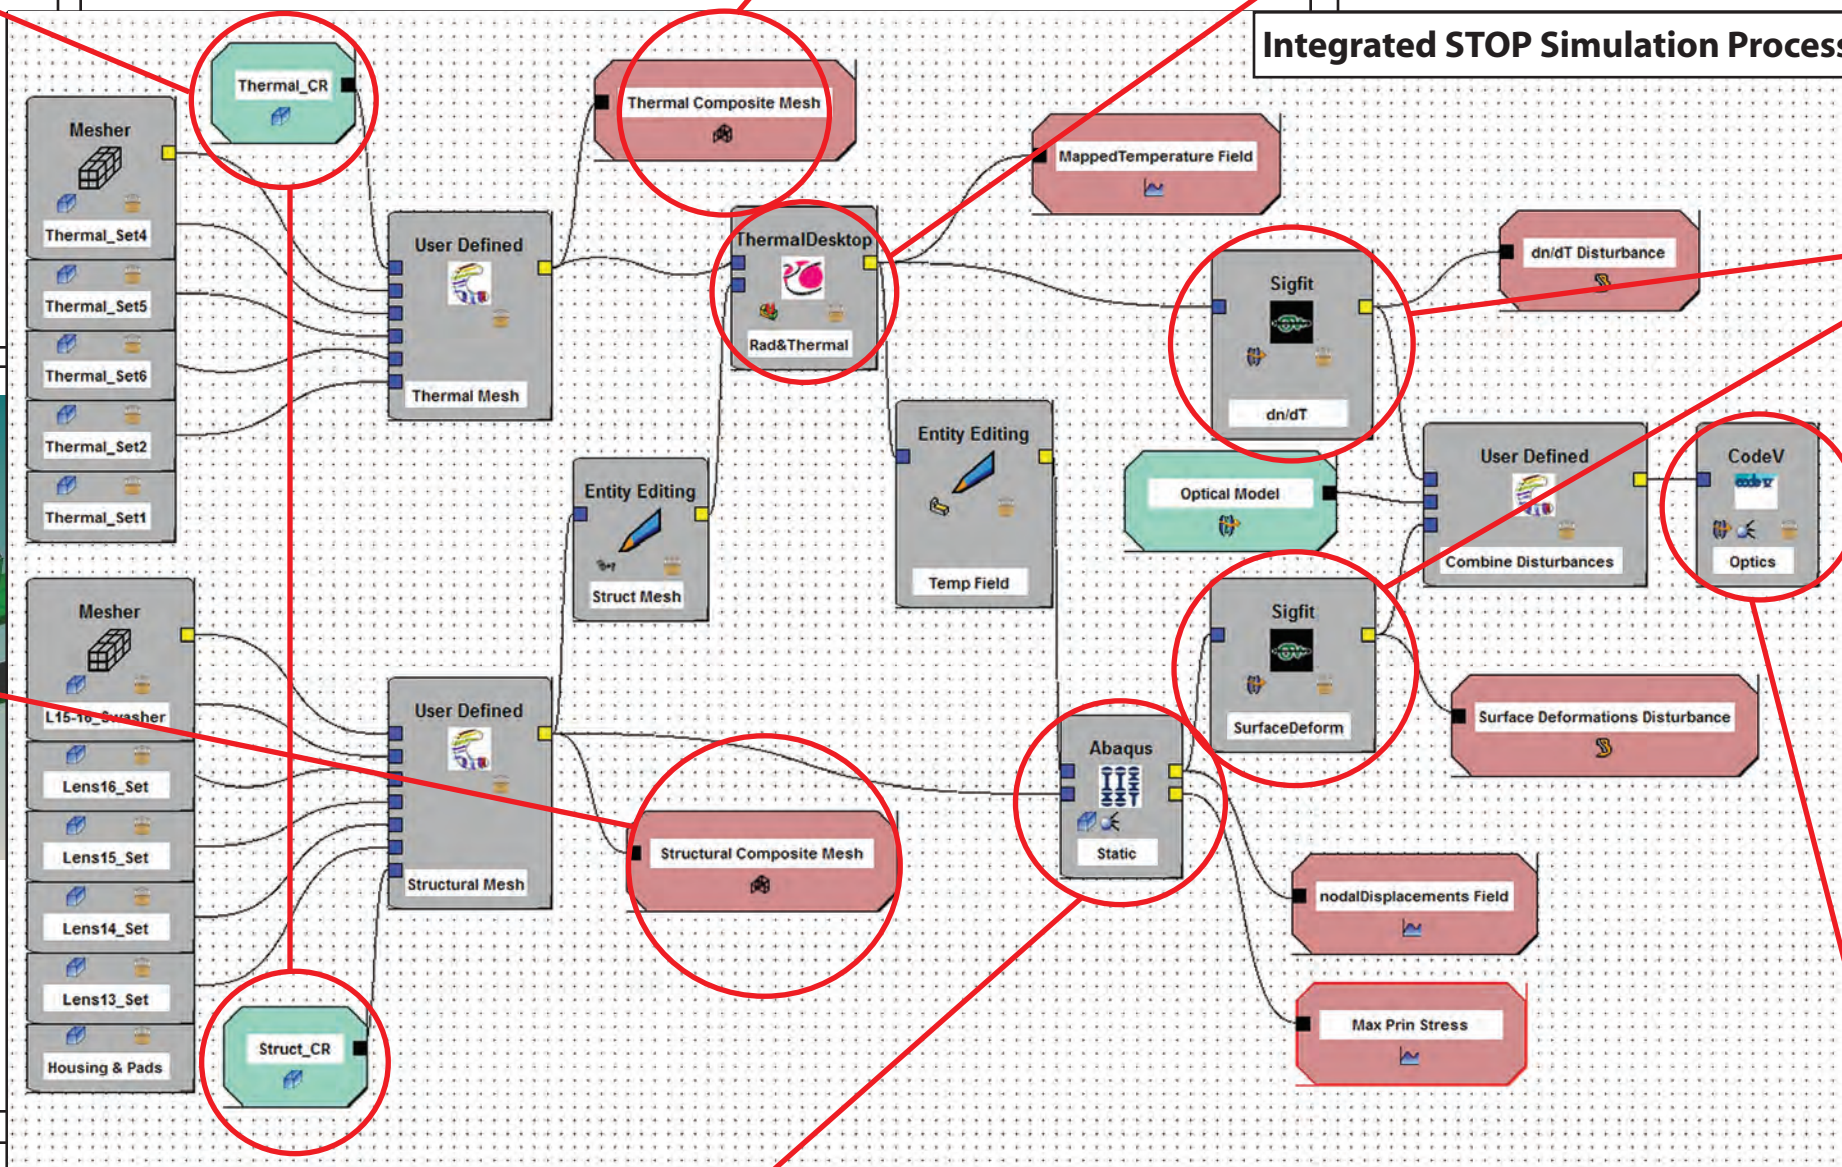 Integrated STOP Simulation Process
Thermal_CR
Mesher
Thermal_Set4
Thermal_Set5
Thermal_Set6
Thermal_Set2
Thermal_Set1
User Defined
Thermal Mesh
Thermal Composite Mesh
ThermalDesktop
Rad&Thermal
MappedTemperature Field
Sigfit
dn/dT
dn/dT Disturbance
Entity Editing
Struct Mesh
Entity Editing
Temp Field
Optical Model
User Defined
Combine Disturbances
CodeV
code V
Optics
Mesher
L15-16_Swasher
Lens16_Set
Lens15_Set
Lens14_Set
Lens13_Set
Housing & Pads
Struct_CR
User Defined
Structural Mesh
Structural Composite Mesh
Abaqus
Static
Sigfit
SurfaceDeform
Surface Deformations Disturbance
nodalDisplacements Field
Max Prin Stress